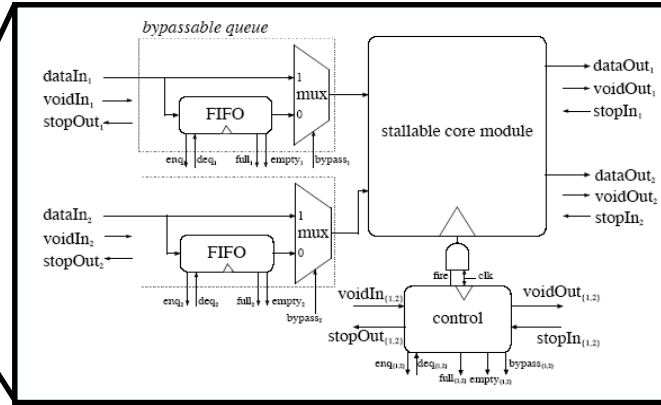 bypassable queue
dataIn1
voidIn1
stopOut1
1
mux
0
FIFO
enq1 deq1 full1 empty1 bypass1
stallable core module
dataOut1
voidOut1
stopIn1
dataOut2
voidOut2
stopIn2
dataIn2
voidIn2
stopOut2
1
mux
0
FIFO
enq2 deq2 full2 empty2
bypass2
fire clk
voidIn{1,2}
stopOut{1,2}
control
voidOut{1,2}
stopIn{1,2}
enq{1,2} deq{1,2} full{1,2} empty{1,2} bypass{1,2}